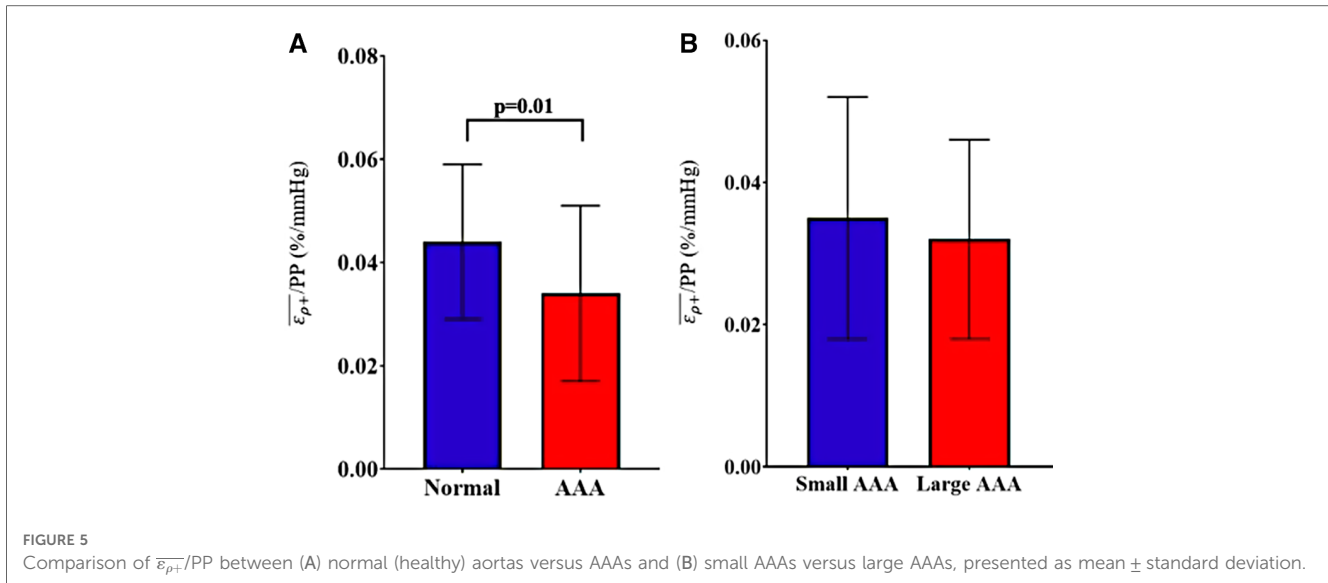 A
0.08
0.06
0.04
0.02
0.00
p=0.01
ε̅ρ+/PP (%/mmHg)
Normal AAA
B
0.06
0.04
0.02
0.00
ε̅ρ+/PP (%/mmHg)
Small AAA Large AAA
FIGURE 5
Comparison of ε̅ρ+/PP between (A) normal (healthy) aortas versus AAAs and (B) small AAAs versus large AAAs, presented as mean ± standard deviation.